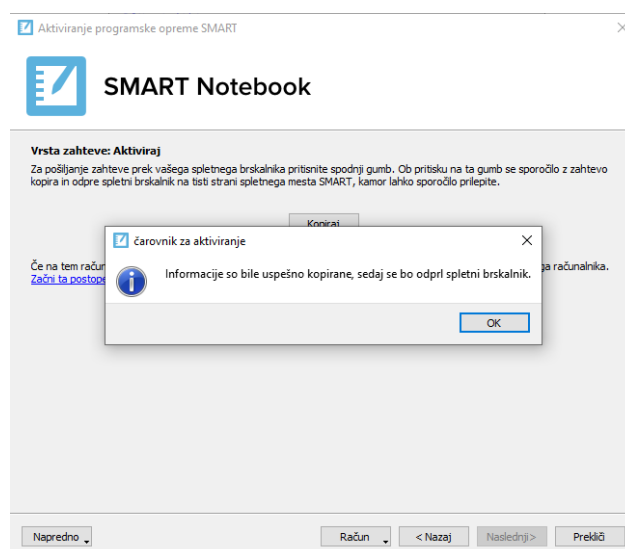 Aktiviranje programske opreme SMART
SMART Notebook
Vrsta zahteve: Aktiviraj
Za pošiljanje zahteve prek vašega spletnega brskalnika pritisnite spodnji gumb. Ob pritisku na ta gumb se sporočilo z zahtevo
kopira in odpre spletni brskalnik na tisti strani spletnega mesta SMART, kamor lahko sporočilo prilepite.
Kopiraj
čarovnik za aktiviranje
Informacije so bile uspešno kopirane, sedaj se bo odprl spletni brskalnik.
OK
Če na tem račun ga računalnika.
Začni ta postope
Napredno
Račun
< Nazaj
Naslednji >
Prekliči